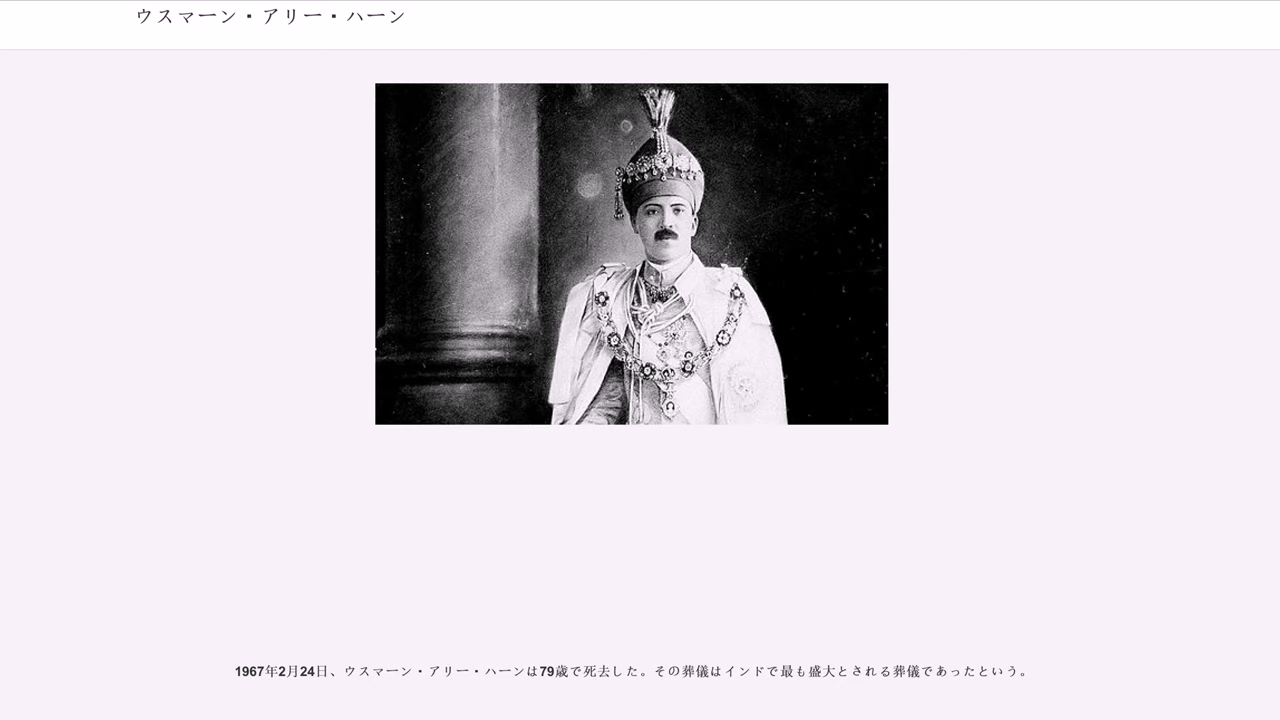 ウスマーン・アリー・ハーン
1967年2月24日、ウスマーン・アリー・ハーンは79歳で死去した。その葬儀はインドで最も盛大とされる葬儀であったという。